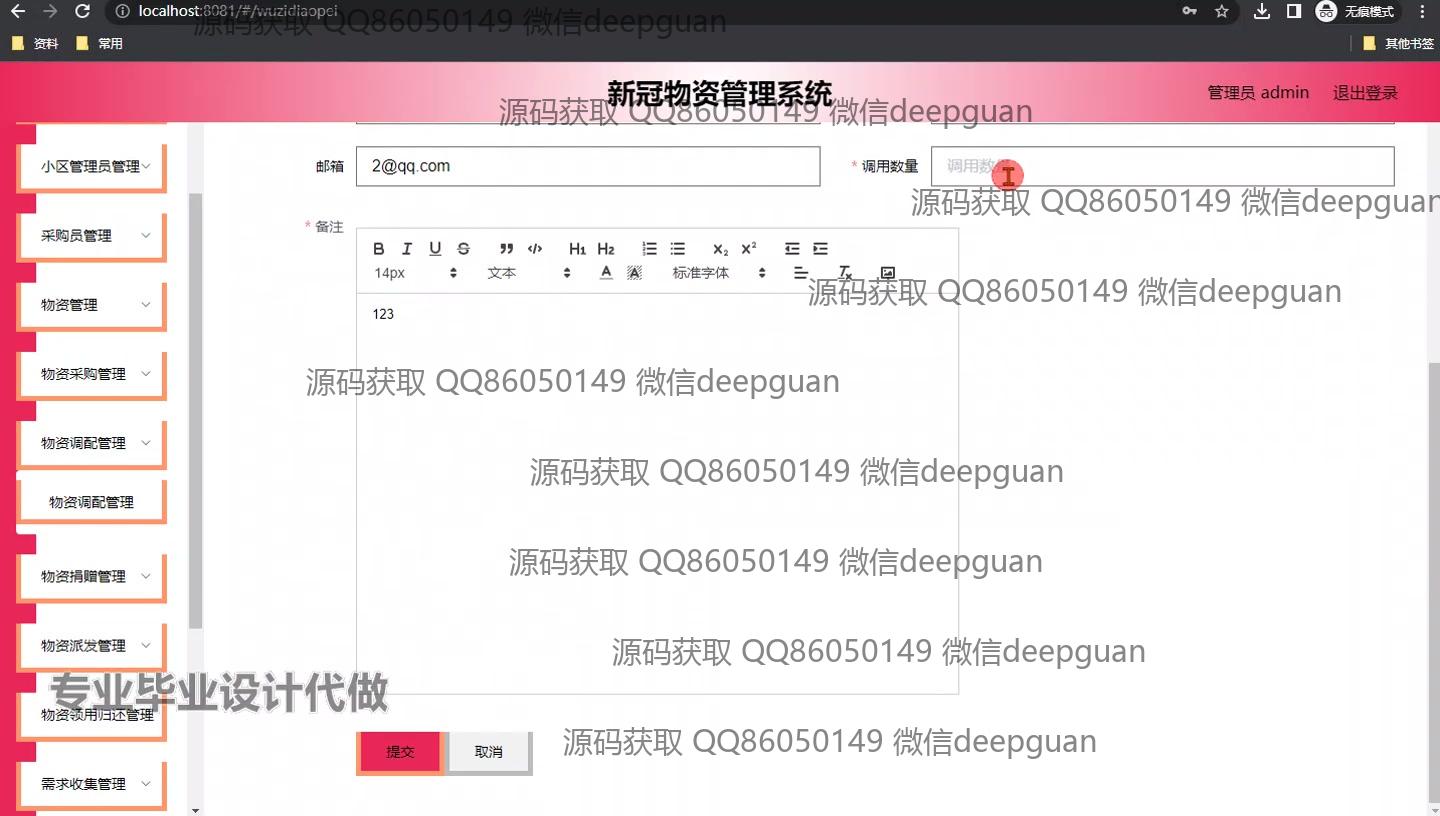 localhost:8081/#/wuzidiaopei
无痕模式
源码获取 QQ86050149 微信deepguan
资料
常用
其他书签
新冠物资管理系统
管理员 admin
退出登录
源码获取 QQ86050149 微信deepguan
小区管理员管理
邮箱
2@qq.com
* 调用数量
调用数量
源码获取 QQ86050149 微信deepguan
采购员管理
* 备注
B I U S H1 H2 X2 X2
14px
文本
标准字体
源码获取 QQ86050149 微信deepguan
物资管理
123
物资采购管理
源码获取 QQ86050149 微信deepguan
物资调配管理
源码获取 QQ86050149 微信deepguan
物资调配管理
源码获取 QQ86050149 微信deepguan
物资捐赠管理
物资派发管理
源码获取 QQ86050149 微信deepguan
专业毕业设计代做
物资领用归还管理
提交
取消
源码获取 QQ86050149 微信deepguan
需求收集管理